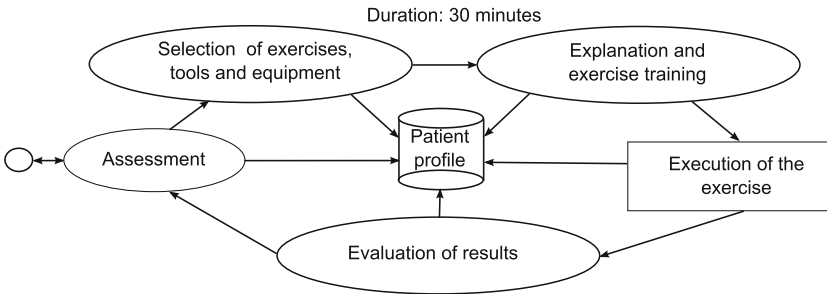 Duration: 30 minutes
Selection of exercises,
tools and equipment
Explanation and
exercise training
Patient
profile
Assessment
Execution of the
exercise
Evaluation of results